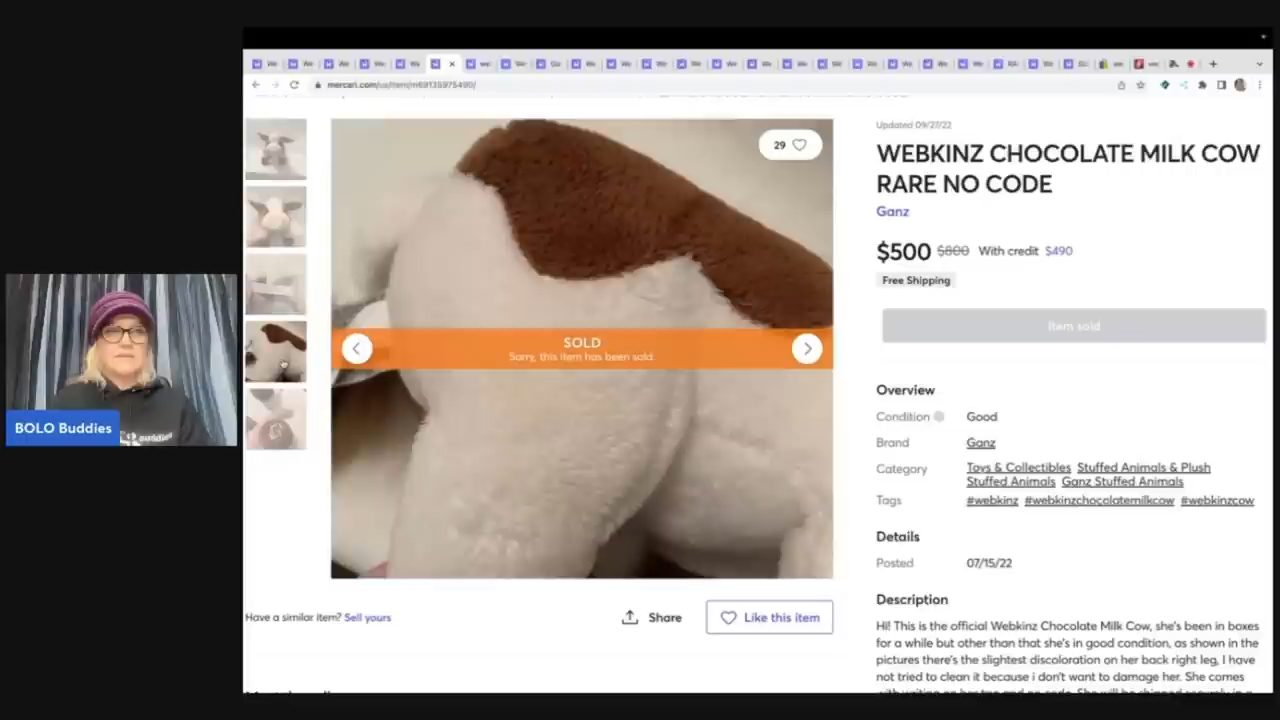 mercari.com/us/item/m69135975490/
Updated 09/27/22
29
WEBKINZ CHOCOLATE MILK COW
RARE NO CODE
Ganz
$500 $800 With credit $490
Free Shipping
SOLD
Sorry, this item has been sold.
Item sold
Overview
Condition Good
Brand Ganz
Category Toys & Collectibles Stuffed Animals & Plush
Stuffed Animals Ganz Stuffed Animals
Tags #webkinz #webkinzchocolatemilkcow #webkinzcow
Details
Posted 07/15/22
Description
Hi! This is the official Webkinz Chocolate Milk Cow, she's been in boxes
for a while but other than that she's in good condition, as shown in the
pictures there's the slightest discoloration on her back right leg, I have
not tried to clean it because i don't want to damage her. She comes
Have a similar item? Sell yours
Share
Like this item
BOLO Buddies